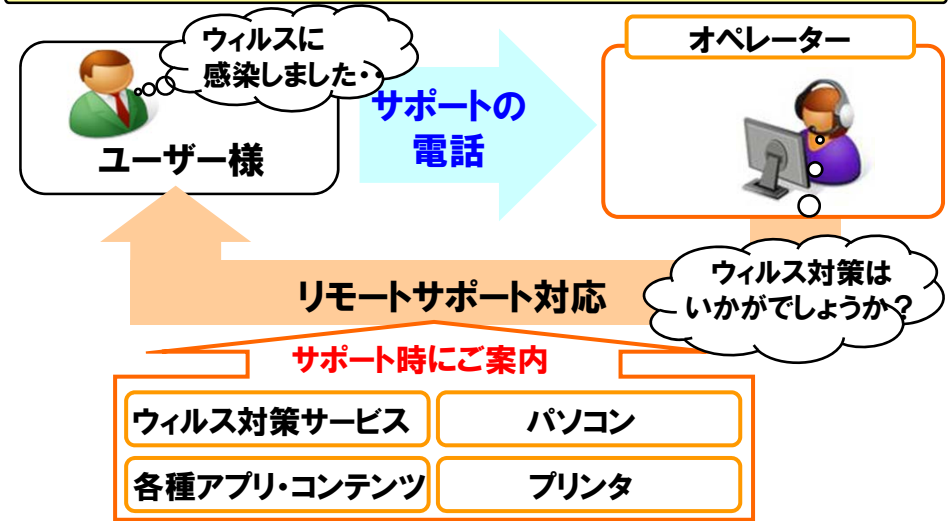 ウィルスに
感染しました・・
オペレーター
サポートの
電話
ユーザー様
ウィルス対策は
いかがでしょうか？
リモートサポート対応
サポート時にご案内
ウィルス対策サービス
パソコン
各種アプリ・コンテンツ
プリンタ